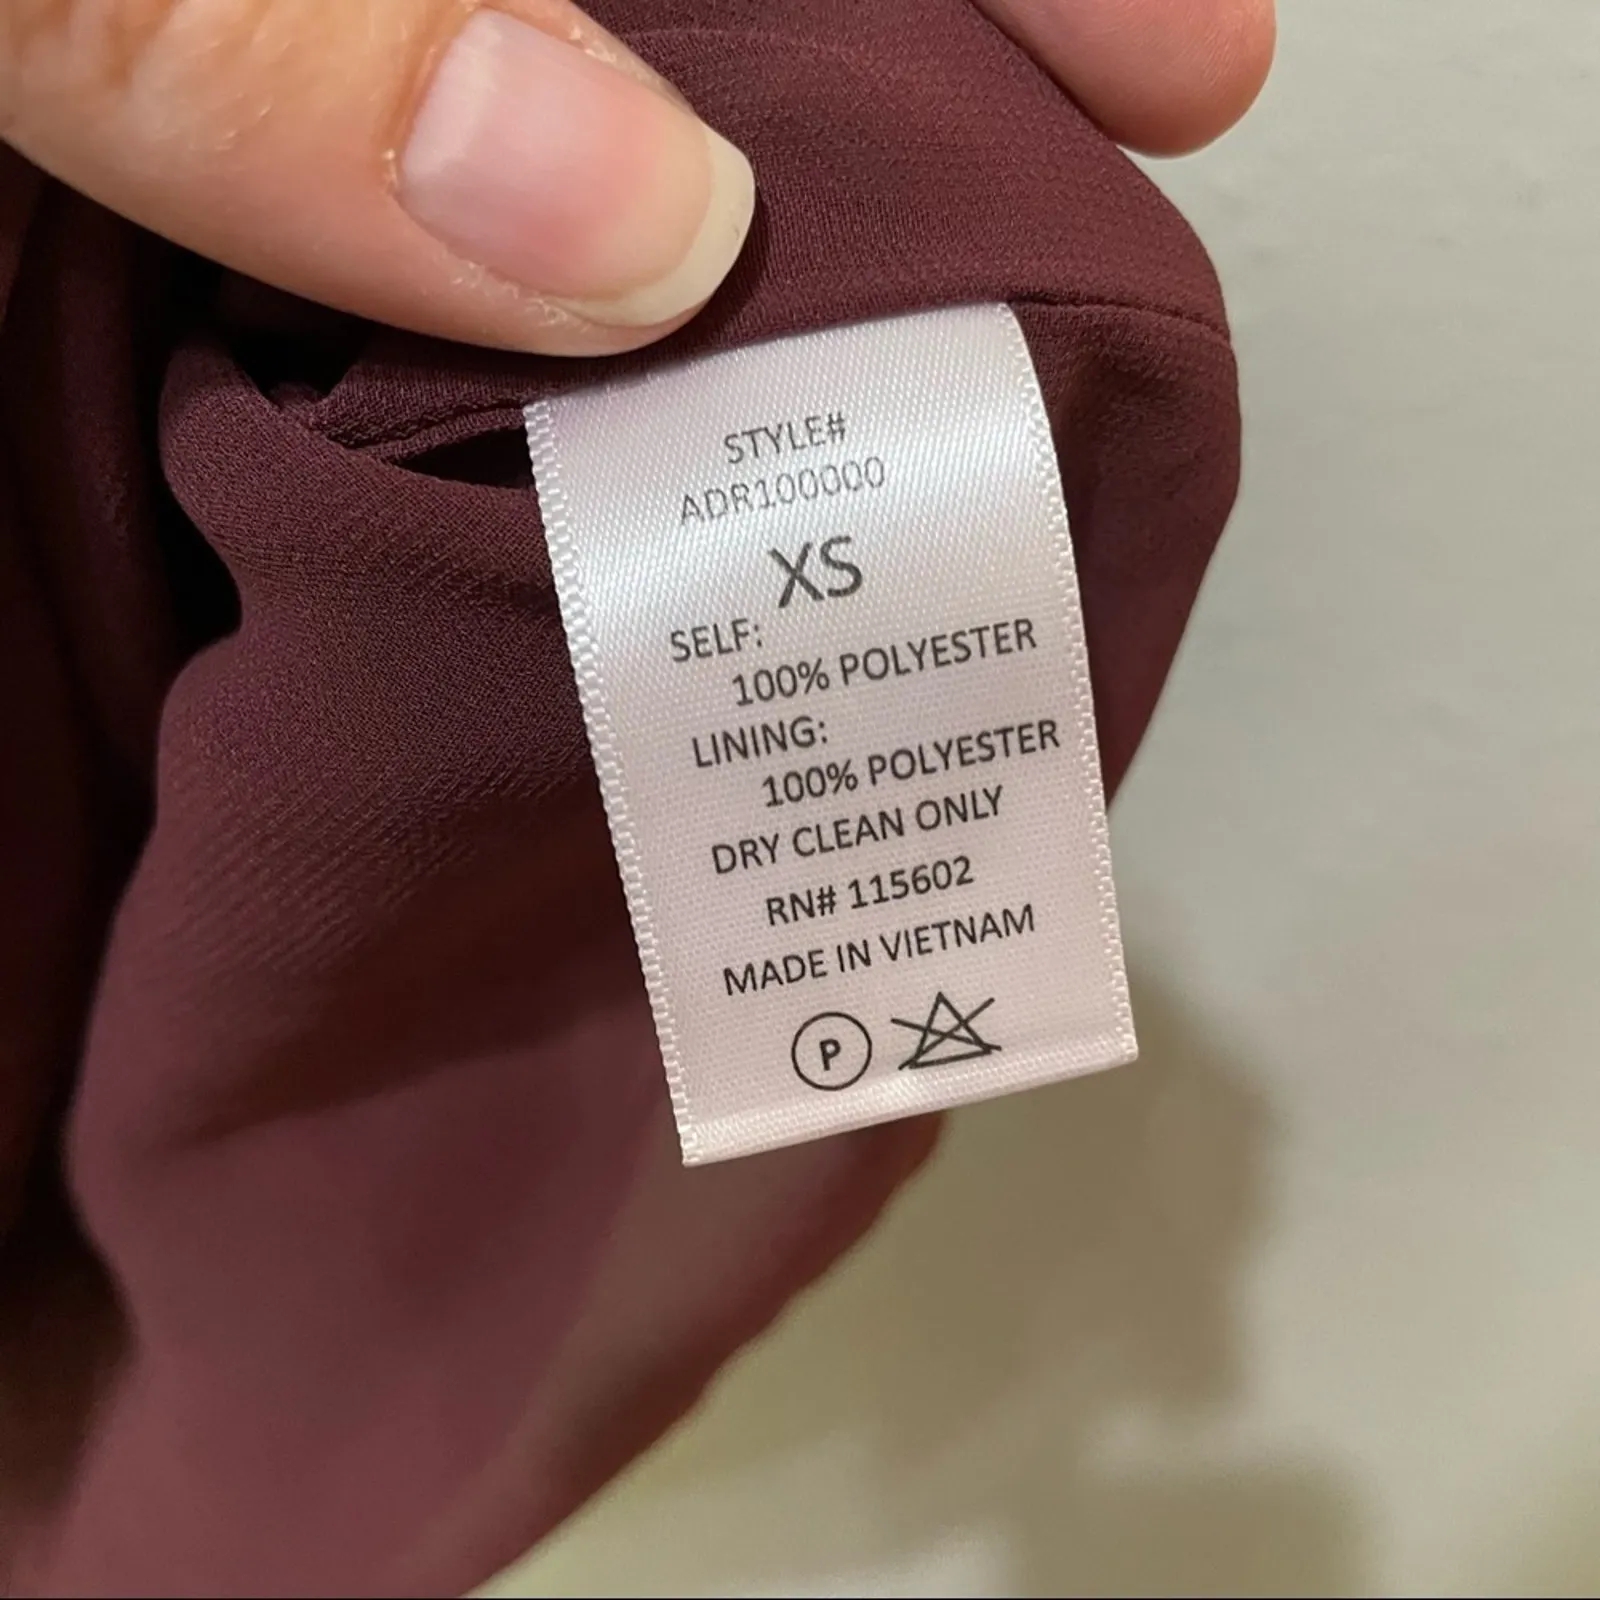 STYLE#
ADR100000
XS
SELF:
100% POLYESTER
LINING:
100% POLYESTER
DRY CLEAN ONLY
RN# 115602
MADE IN VIETNAM
P